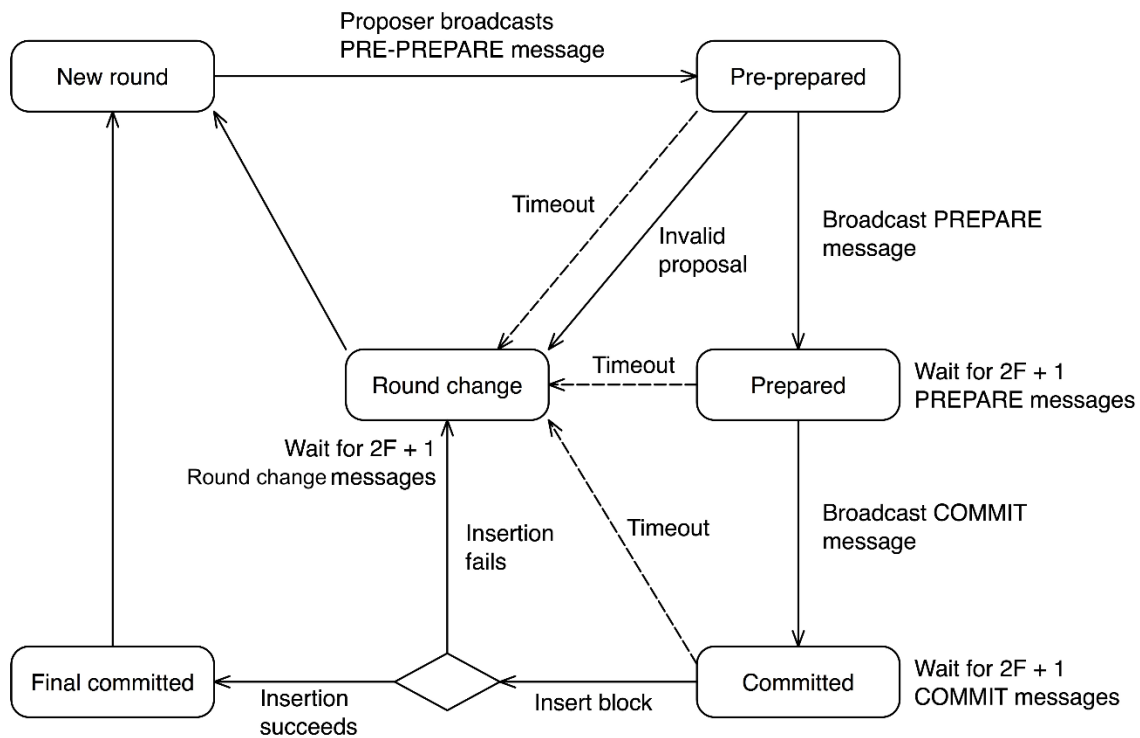 Proposer broadcasts
PRE-PREPARE message
New round
Pre-prepared
Timeout
Invalid
proposal
Broadcast PREPARE
message
Round change
Timeout
Prepared
Wait for 2F + 1
PREPARE messages
Wait for 2F + 1
Round change messages
Insertion
fails
Timeout
Broadcast COMMIT
message
Final committed
Insertion
succeeds
Insert block
Committed
Wait for 2F + 1
COMMIT messages